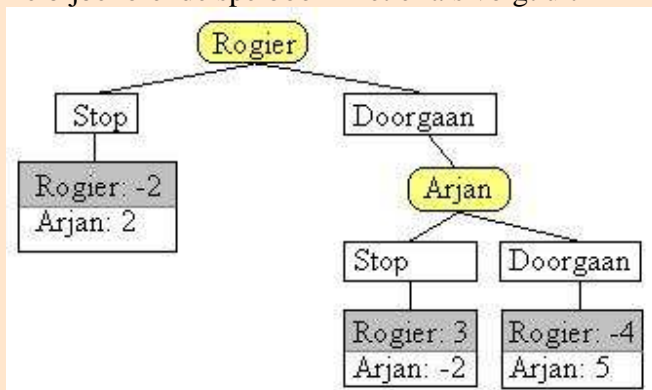 Rogier
Stop
Doorgaan
Rogier: -2
Arjan: 2
Arjan
Stop
Doorgaan
Rogier: 3
Arjan: -2
Rogier: -4
Arjan: 5